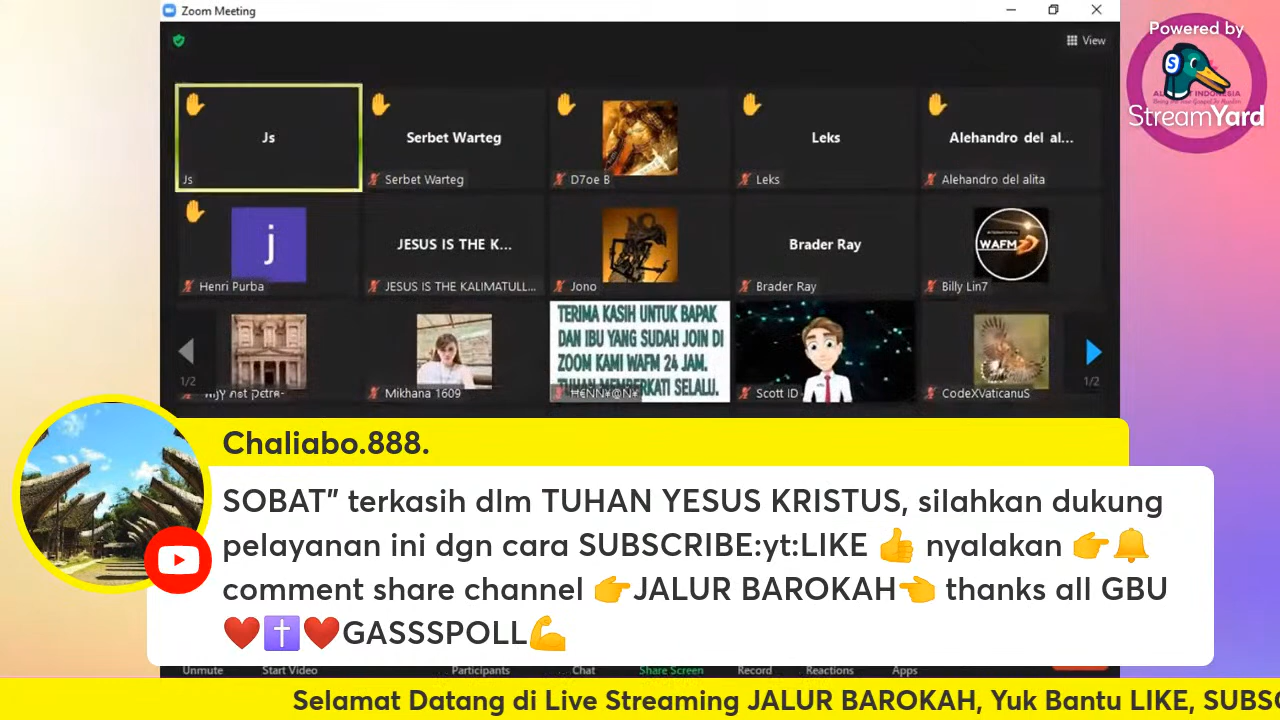 Zoom Meeting
View
Powered by
StreamYard
Js
Serbet Warteg
Leks
Alehandro del al...
Js
Serbet Warteg
D7oe B
Leks
Alehandro del alita
j
JESUS IS THE K...
Brader Ray
WAFM
Henri Purba
JESUS IS THE KALIMATULL...
Jono
Brader Ray
Billy Lin7
TERIMA KASIH UNTUK BAPAK
DAN IBU YANG SUDAH JOIN DI
ZOOM KAMI WAFM 24 JAM.
TUHAN MEMBERKATI SELALU.
1/2
1/2
Mikhana 1609
H€NN¥@N¥
Scott ID
CodeXVaticanuS
Chaliabo.888.
SOBAT” terkasih dlm TUHAN YESUS KRISTUS, silahkan dukung
pelayanan ini dgn cara SUBSCRIBE:yt:LIKE 👍 nyalakan 👉🔔
comment share channel 👉JALUR BAROKAH👈 thanks all GBU
❤️✝️❤️GASSSPOLL💪
Unmute
Start Video
Participants
Chat
Share Screen
Record
Reactions
Apps
Selamat Datang di Live Streaming JALUR BAROKAH, Yuk Bantu LIKE, SUBS